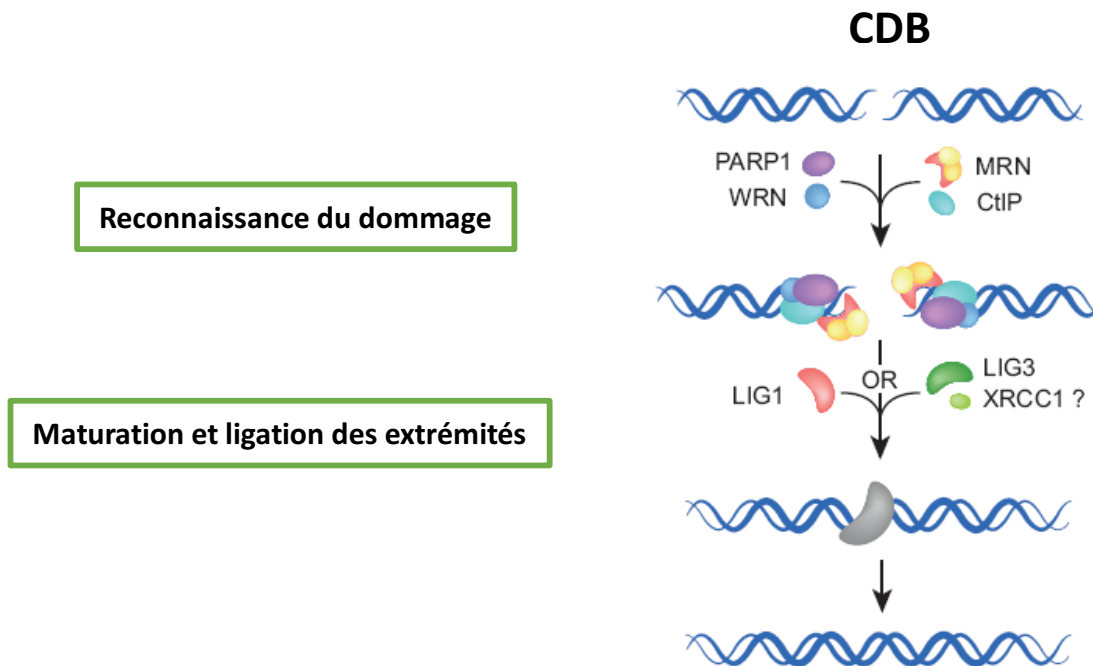 CDB
PARP1
MRN
WRN
CtIP
Reconnaissance du dommage
LIG1
OR
LIG3
XRCC1 ?
Maturation et ligation des extrémités